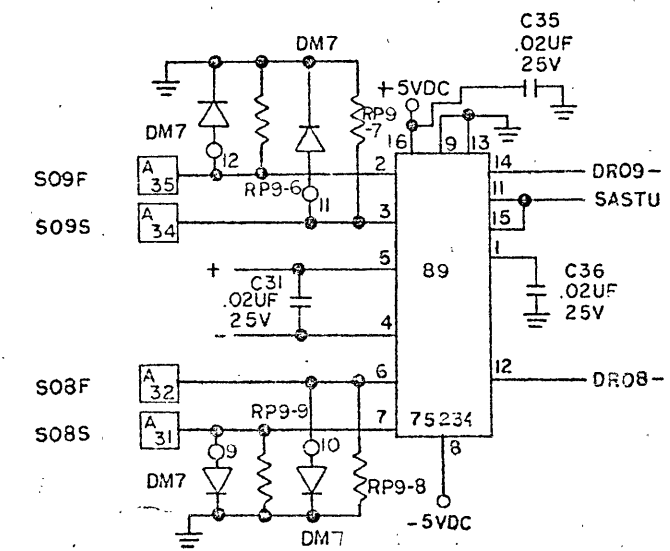 C35
.02UF
25V
DM7
+5VDC
RP9
-7
DM7
16
9
13
12
S09F
A
35
2
14
DR09-
RP9-6
11
11
SASTU
S09S
A
34
3
15
+
5
89
1
C31
.02UF
25V
C36
.02UF
25V
-
4
S08F
A
32
6
12
DR08-
S08S
A
31
RP9-9
7
75234
9
10
8
DM7
RP9-8
-5VDC
DM7